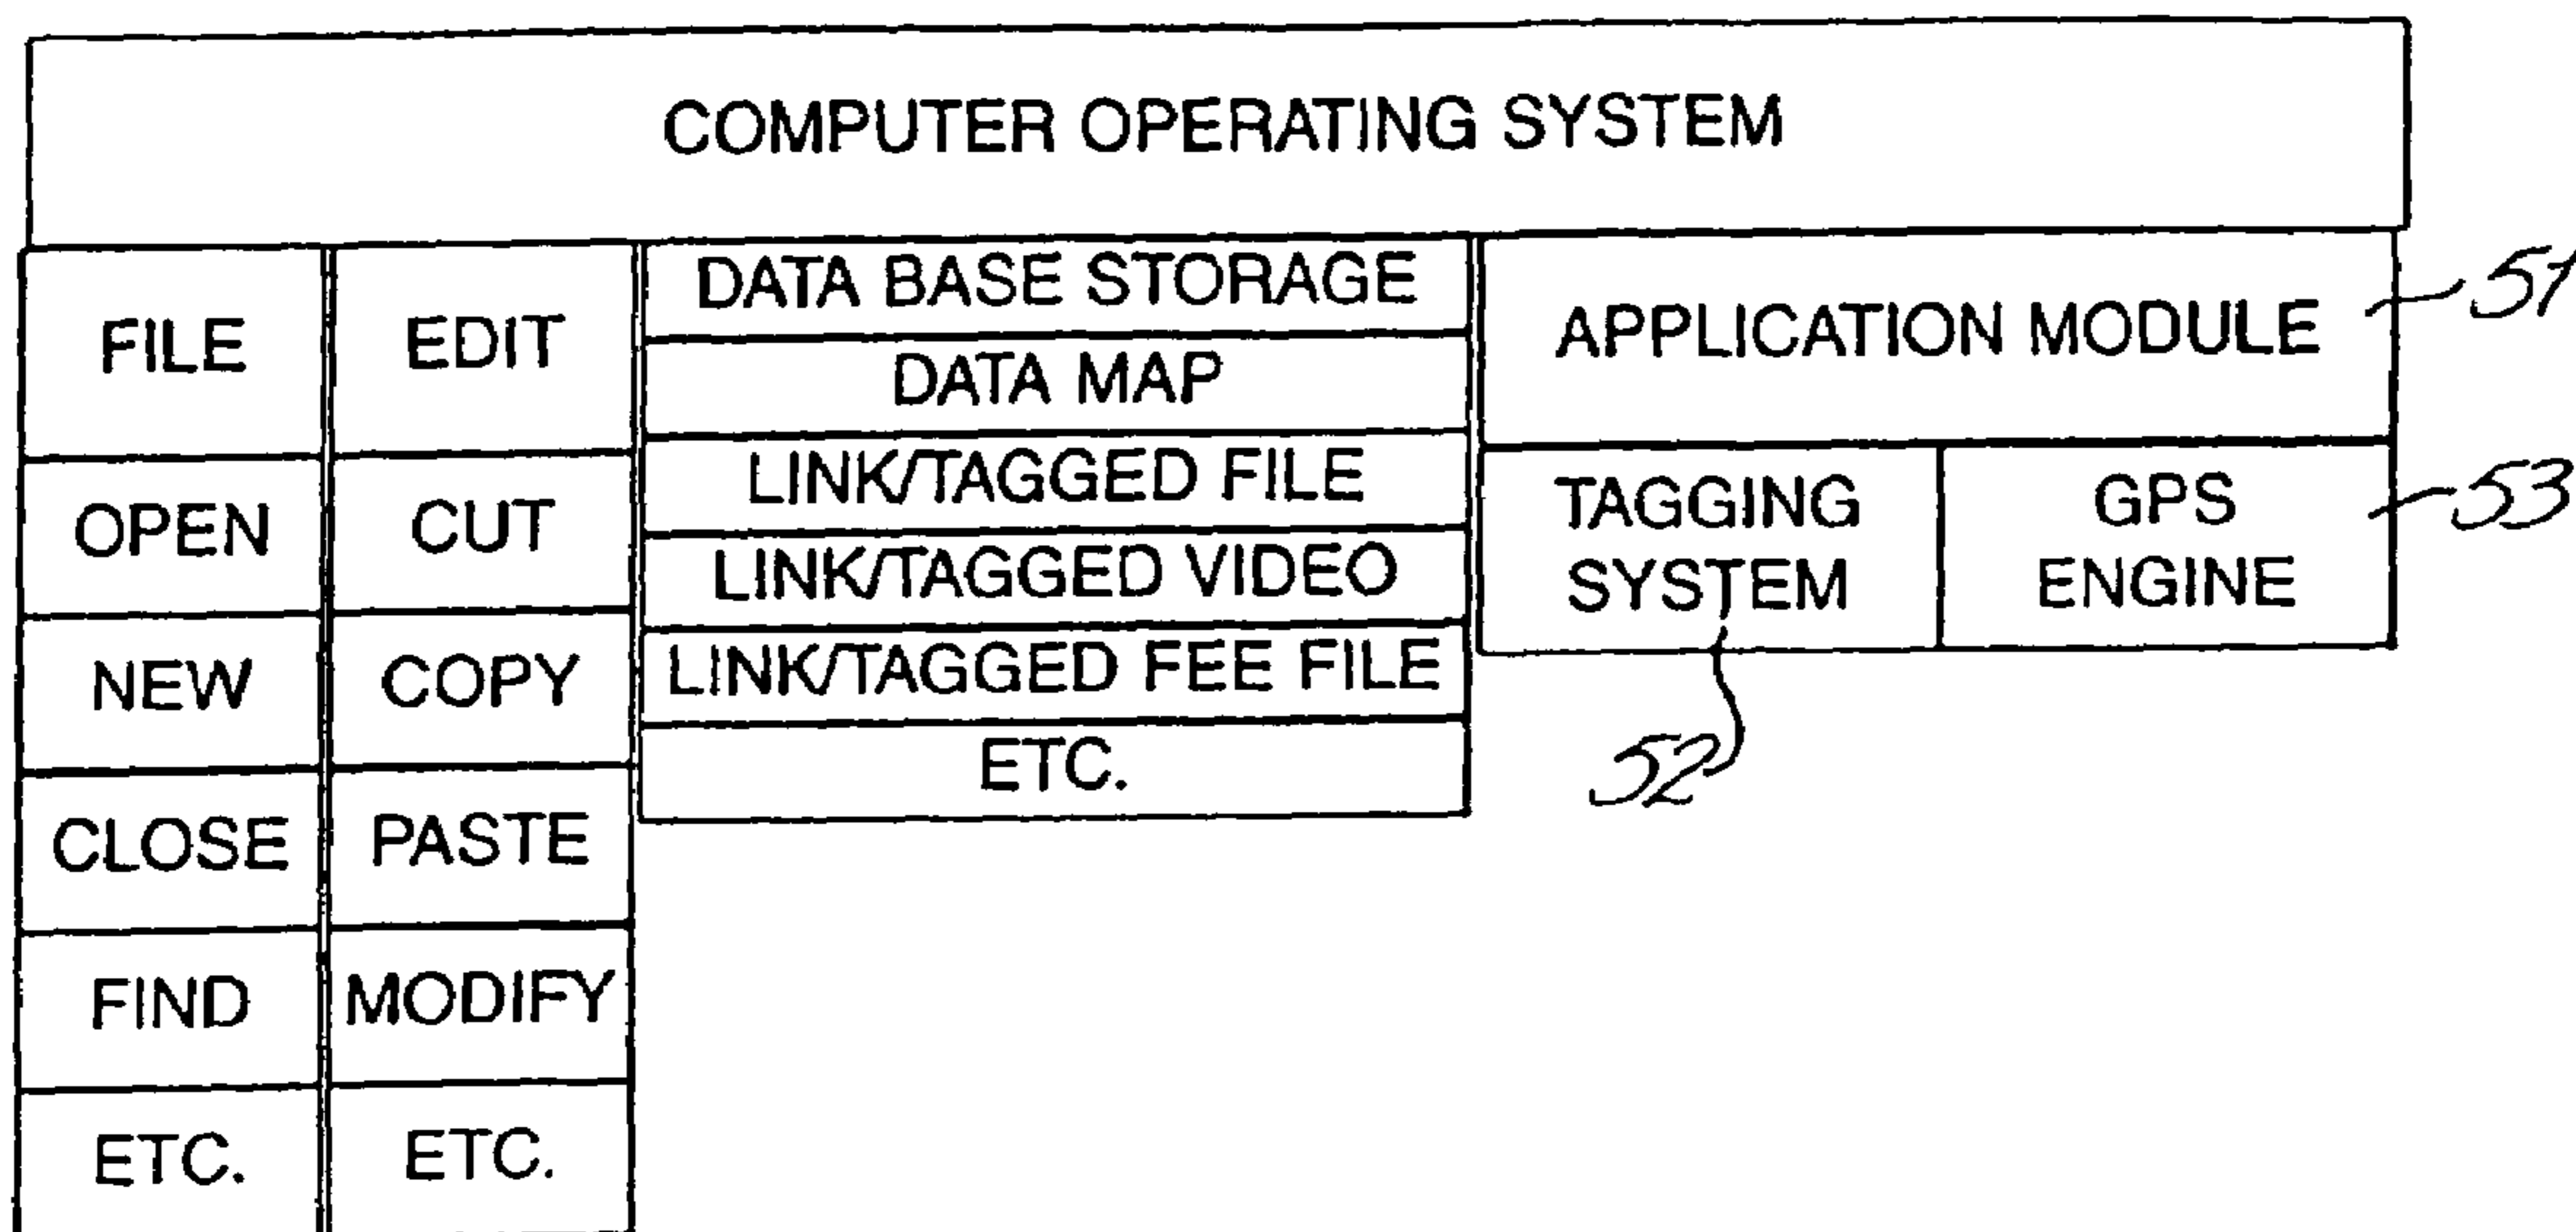 COMPUTER OPERATING SYSTEM
FILE
OPEN
NEW
CLOSE
FIND
ETC.
EDIT
CUT
COPY
PASTE
MODIFY
ETC.
DATA BASE STORAGE
DATA MAP
LINK/TAGGED FILE
LINK/TAGGED VIDEO
LINK/TAGGED FEE FILE
ETC.
APPLICATION MODULE
51
TAGGING
SYSTEM
52
GPS
ENGINE
53